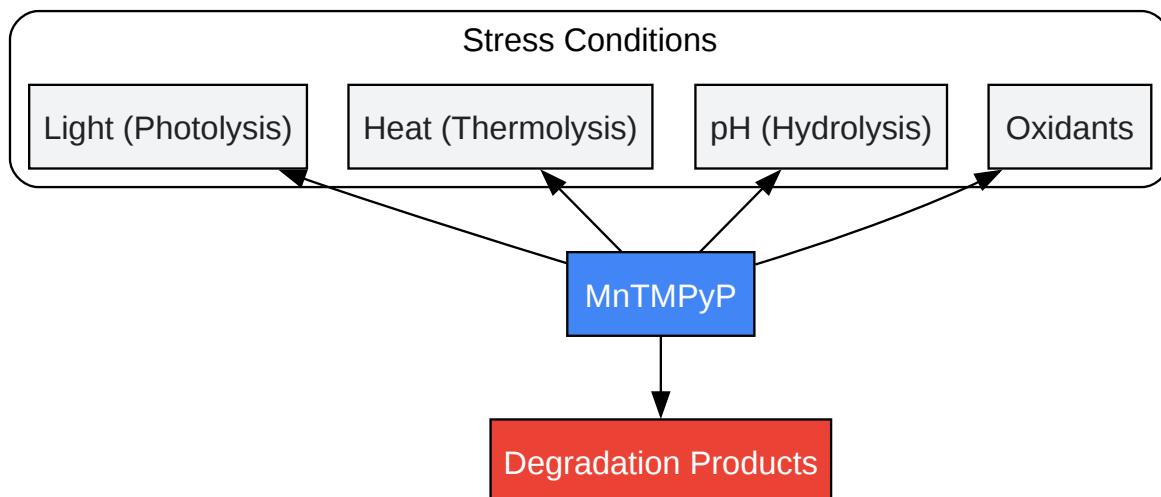 Stress Conditions
Light (Photolysis)
Heat (Thermolysis)
pH (Hydrolysis)
Oxidants
MnTMPyP
Degradation Products